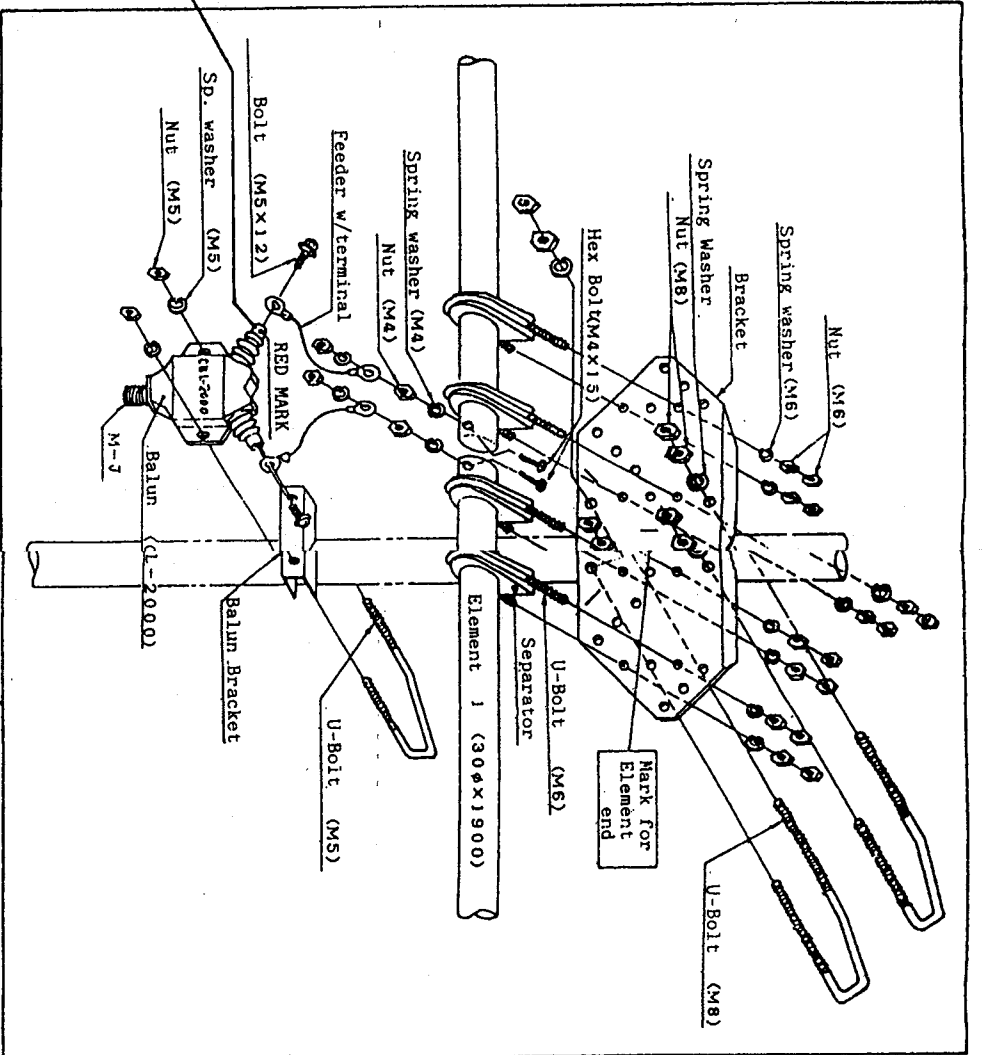 Nut (M6)
Spring washer (M6)
Bracket
Spring Washer
Nut (M8)
Hex Bolt(M4×15)
Spring washer (M4)
Nut (M4)
Feeder w/terminal
Bolt (M5×12)
Sp. washer (M5)
Nut (M5)
RED MARK
M-J
Balun (CL-2000)
Balun Bracket
U-Bolt (M5)
Element 1 (30φ×1900)
Separator
U-Bolt (M6)
Mark for
Element
end
U-Bolt (M8)